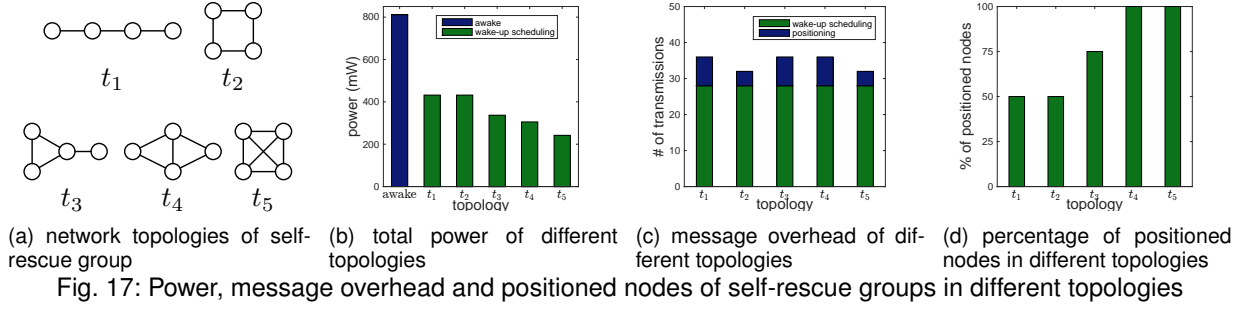 t1
t2
t3
t4
t5
800
600
400
200
0
power (mW)
awake
wake-up scheduling
awake t1 t2 t3 t4 t5
topology
50
40
30
20
10
0
# of transmissions
wake-up scheduling
positioning
t1 t2 t3 t4 t5
topology
100
75
50
25
0
% of positioned nodes
t1 t2 t3 t4 t5
topology
(a) network topologies of self-
rescue group
(b) total power of different
topologies
(c) message overhead of dif-
ferent topologies
(d) percentage of positioned
nodes in different topologies
Fig. 17: Power, message overhead and positioned nodes of self-rescue groups in different topologies